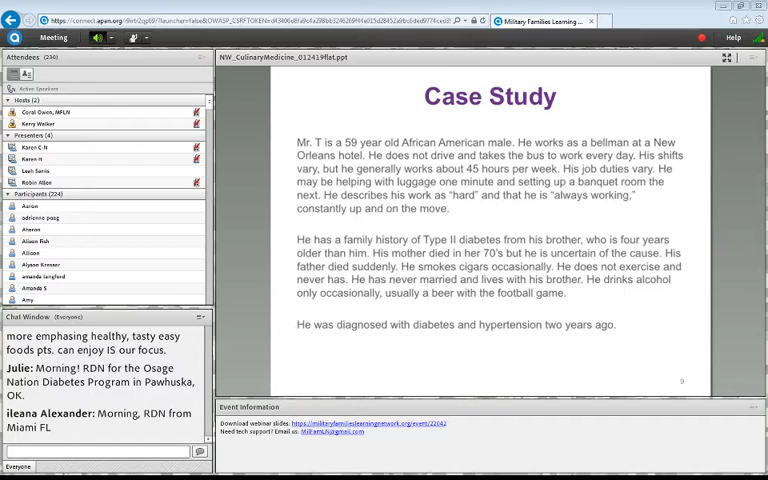 Military Families Learning ...
Meeting
Help
Attendees (230)
Active Speakers
Hosts (2)
Coral Owen, MFLN
Kerry Walker
Presenters (4)
Karen C-N
Karen H
Leah Sarris
Robin Allen
Participants (224)
Aaron
adrienne poag
Aharon
Alison Fish
Allison
Alyson Kresser
amanda langford
Amanda S
Amy
Chat Window (Everyone)
more emphasing healthy, tasty easy
foods pts. can enjoy IS our focus.
Julie: Morning! RDN for the Osage
Nation Diabetes Program in Pawhuska,
OK.
ileana Alexander: Morning, RDN from
Miami FL
Everyone
NW_CulinaryMedicine_012419flat.ppt
Case Study
Mr. T is a 59 year old African American male. He works as a bellman at a New
Orleans hotel. He does not drive and takes the bus to work every day. His shifts
vary, but he generally works about 45 hours per week. His job duties vary. He
may be helping with luggage one minute and setting up a banquet room the
next. He describes his work as “hard” and that he is “always working,”
constantly up and on the move.
He has a family history of Type II diabetes from his brother, who is four years
older than him. His mother died in her 70’s but he is uncertain of the cause. His
father died suddenly. He smokes cigars occasionally. He does not exercise and
never has. He has never married and lives with his brother. He drinks alcohol
only occasionally, usually a beer with the football game.
He was diagnosed with diabetes and hypertension two years ago.
9
Event Information
Download webinar slides: https://militaryfamilieslearningnetwork.org/event/22042
Need tech support? Email us: MilFamLN@gmail.com